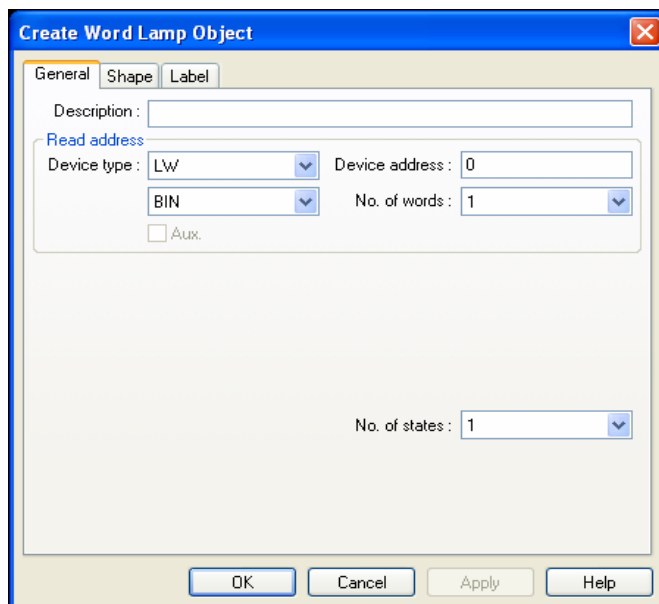 Create Word Lamp Object
General Shape Label
Description :
Read address
Device type : LW Device address : 0
BIN No. of words : 1
Aux.
No. of states : 1
OK Cancel Apply Help